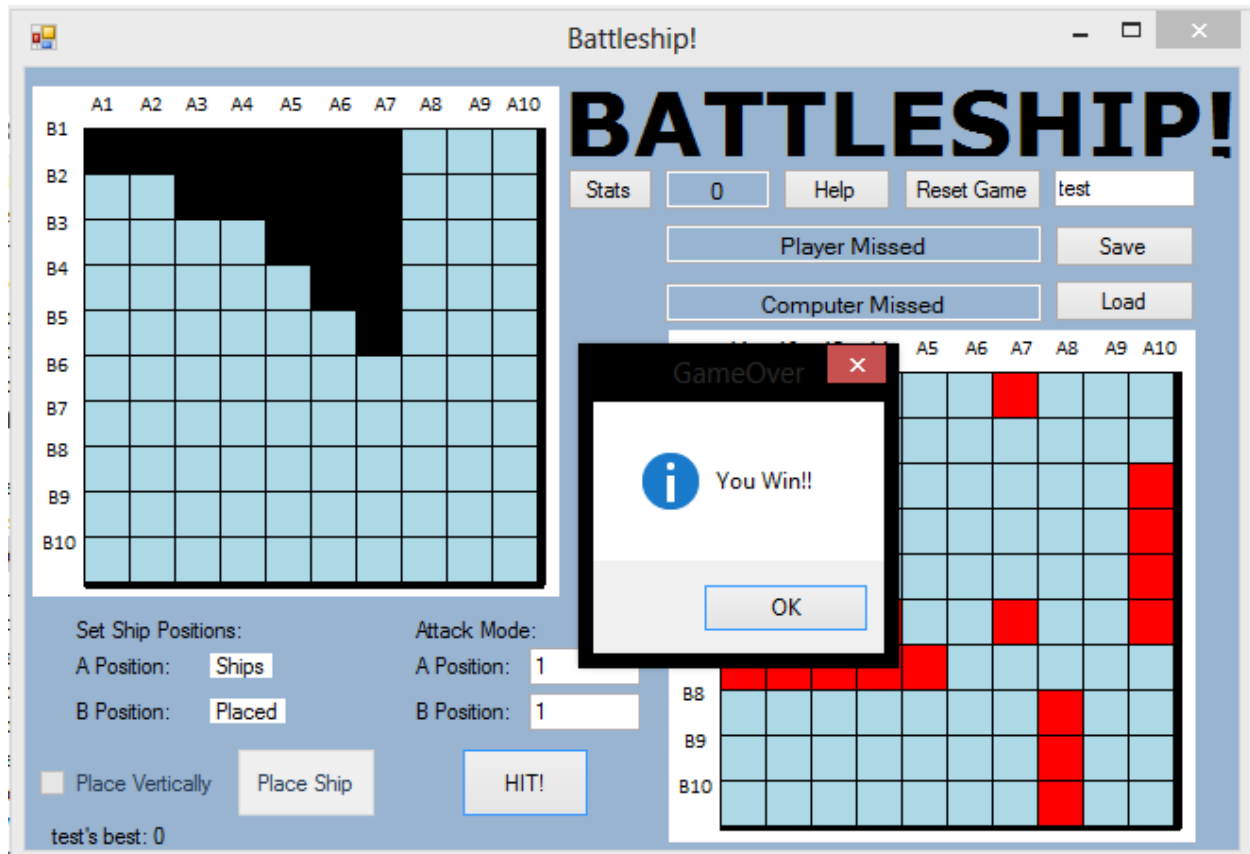 Battleship!
A1 A2 A3 A4 A5 A6 A7 A8 A9 A10
B1
B2
B3
B4
B5
B6
B7
B8
B9
B10
BATTLESHIP!
Stats 0 Help Reset Game test
Player Missed Save
Computer Missed Load
A5 A6 A7 A8 A9 A10
GameOver
You Win!!
OK
B8
B9
B10
Set Ship Positions:
A Position: Ships
B Position: Placed
Place Vertically Place Ship
test's best: 0
Attack Mode:
A Position: 1
B Position: 1
HIT!